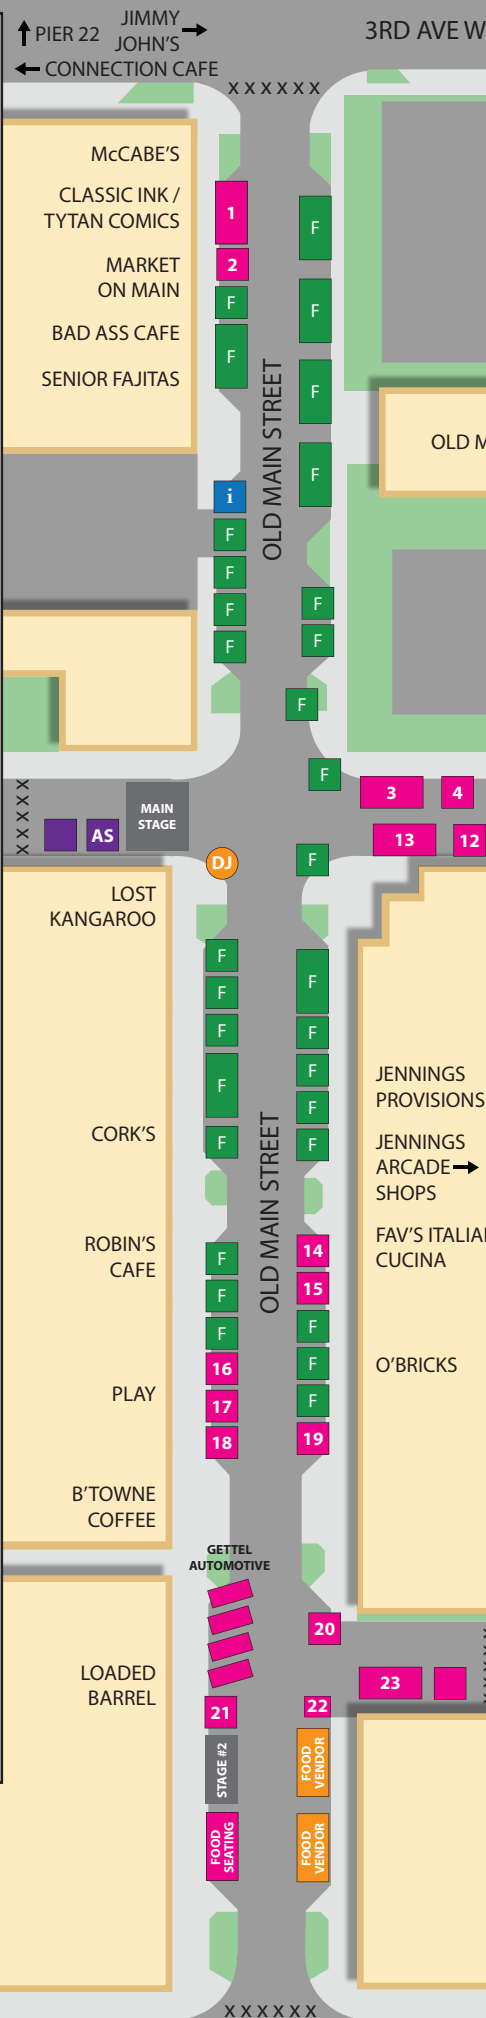 PIER 22
JIMMY
JOHN'S
CONNECTION CAFE
3RD AVE W
X X X X X X
McCABE'S
CLASSIC INK /
TYTAN COMICS
MARKET
ON MAIN
BAD ASS CAFE
SENIOR FAJITAS
1
2
F
F
F
F
F
F
OLD MAIN STREET
OLD M
i
F
F
F
F
F
F
F
F
X X X X X
AS
MAIN
STAGE
3
4
13
12
DJ
F
LOST
KANGAROO
F
F
F
F
F
F
F
F
F
F
JENNINGS
PROVISIONS
JENNINGS
ARCADE
SHOPS
FAV'S ITALIA
CUCINA
O'BRICKS
CORK'S
OLD MAIN STREET
ROBIN'S
CAFE
F
F
F
14
15
F
F
F
16
17
18
19
PLAY
B'TOWNE
COFFEE
GETTEL
AUTOMOTIVE
20
LOADED
BARREL
23
21
22
STAGE #2
FOOD
VENDOR
FOOD
SEATING
FOOD
VENDOR
X X X X X X